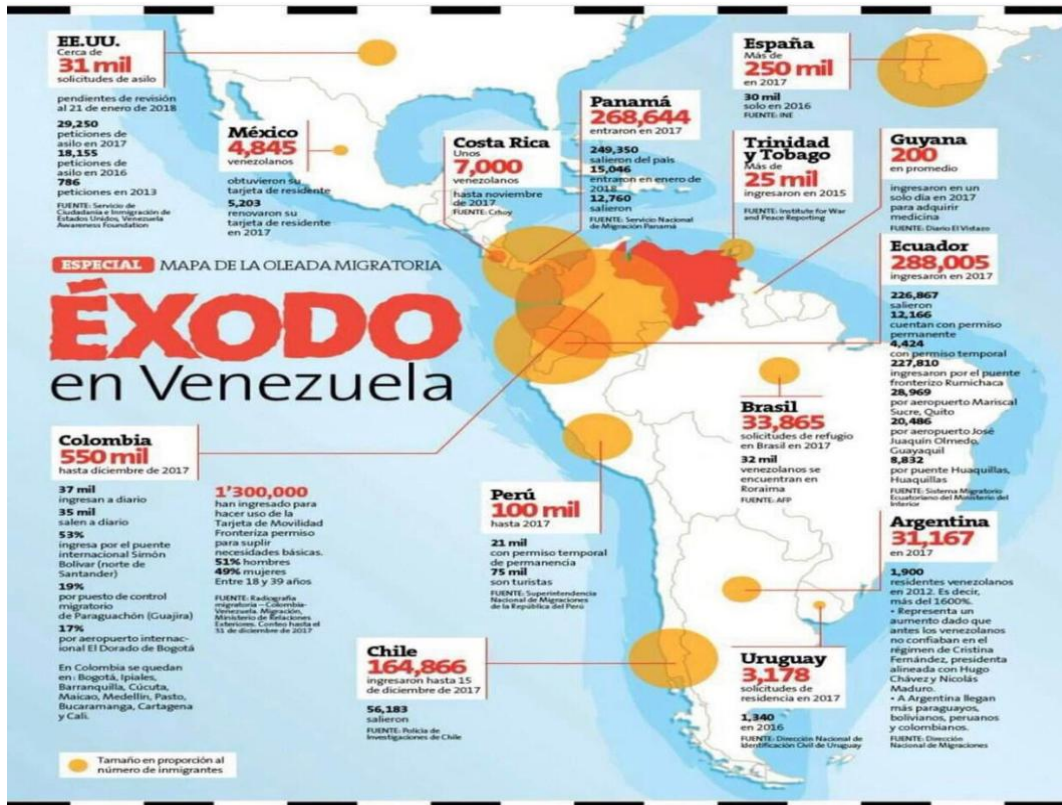 EE.UU.
Cerca de
31 mil
solicitudes de asilo
pendientes de revisión
al 21 de enero de 2018
29,250
peticiones de
asilo en 2017
18,155
peticiones de
asilo en 2016
786
peticiones en 2013
FUENTE: Servicio de
Ciudadanía e Inmigración de
Estados Unidos, Venezuela
Awareness Foundation
México
4,845
venezolanos
obtuvieron su
tarjeta de residente
5,203
renovaron su
tarjeta de residente
en 2017
Costa Rica
Unos
7,000
venezolanos
hasta noviembre
de 2017
FUENTE: Crhoy
Panamá
268,644
entraron en 2017
249,350
salieron del país
15,046
entraron en enero de
2018
12,760
salieron
FUENTE: Servicio Nacional
de Migración Panamá
España
Más de
250 mil
en 2017
30 mil
solo en 2016
FUENTE: INE
Trinidad
y Tobago
Más de
25 mil
ingresaron en 2015
FUENTE: Institute for War
and Peace Reporting
Guyana
200
en promedio
ingresaron en un
solo día en 2017
para adquirir
medicina
FUENTE: Diario El Vistazo
Ecuador
288,005
ingresaron en 2017
226,867
salieron
12,166
cuentan con permiso
permanente
4,424
con permiso temporal
227,810
ingresaron por el puente
fronterizo Rumichaca
28,969
por aeropuerto Mariscal
Sucre, Quito
20,486
por aeropuerto José
Juaquín Olmedo,
Guayaquil
8,832
por puente Huaquillas,
Huaquillas
FUENTE: Sistema Migratorio
Ecuatoriano del Ministerio del
Interior
ESPECIAL MAPA DE LA OLEADA MIGRATORIA
ÉXODO
en Venezuela
Colombia
550 mil
hasta diciembre de 2017
37 mil
ingresan a diario
35 mil
salen a diario
53%
ingresa por el puente
internacional Simón
Bolívar (norte de
Santander)
19%
por puesto de control
migratorio
de Paraguachón (Guajira)
17%
por aeropuerto internac-
ional El Dorado de Bogotá
En Colombia se quedan
en: Bogotá, Ipiales,
Barranquilla, Cúcuta,
Maicao, Medellín, Pasto,
Bucaramanga, Cartagena
y Cali.
1'300,000
han ingresado para
hacer uso de la
Tarjeta de Movilidad
Fronteriza permiso
para suplir
necesidades básicas.
51% hombres
49% mujeres
Entre 18 y 39 años
FUENTE: Radiografía
migratoria – Colombia-
Venezuela. Migración,
Ministerio de Relaciones
Exteriores. Conteo hasta el
31 de diciembre de 2017
Perú
100 mil
hasta 2017
21 mil
con permiso temporal
de permanencia
75 mil
son turistas
FUENTE: Superintendencia
Nacional de Migraciones
de la República del Perú
Brasil
33,865
solicitudes de refugio
en Brasil en 2017
32 mil
venezolanos se
encuentran en
Roraima
FUENTE: AFP
Argentina
31,167
en 2017
1,900
residentes venezolanos
en 2012. Es decir,
más del 1600%.
• Representa un
aumento dado que
antes los venezolanos
no confiaban en el
régimen de Cristina
Fernández, presidenta
alineada con Hugo
Chávez y Nicolás
Maduro.
• A Argentina llegan
más paraguayos,
bolivianos, peruanos
y colombianos.
FUENTE: Dirección
Nacional de Migraciones
Chile
164,866
ingresaron hasta 15
de diciembre de 2017
56,183
salieron
FUENTE: Policía de
Investigaciones de Chile
Uruguay
3,178
solicitudes de
residencia en 2017
1,340
en 2016
FUENTE: Dirección Nacional de
Identificación Civil de Uruguay
Tamaño en proporción al
número de inmigrantes